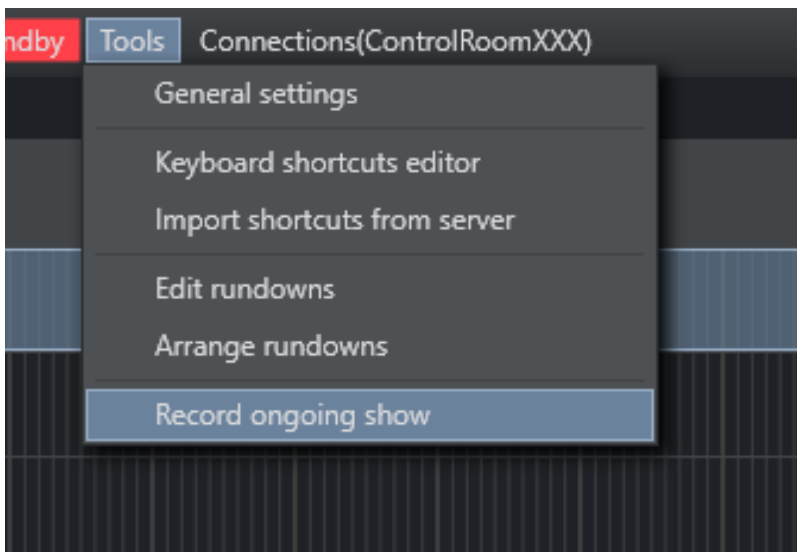 ndby Tools Connections(ControlRoomXXX)
General settings
Keyboard shortcuts editor
Import shortcuts from server
Edit rundowns
Arrange rundowns
Record ongoing show